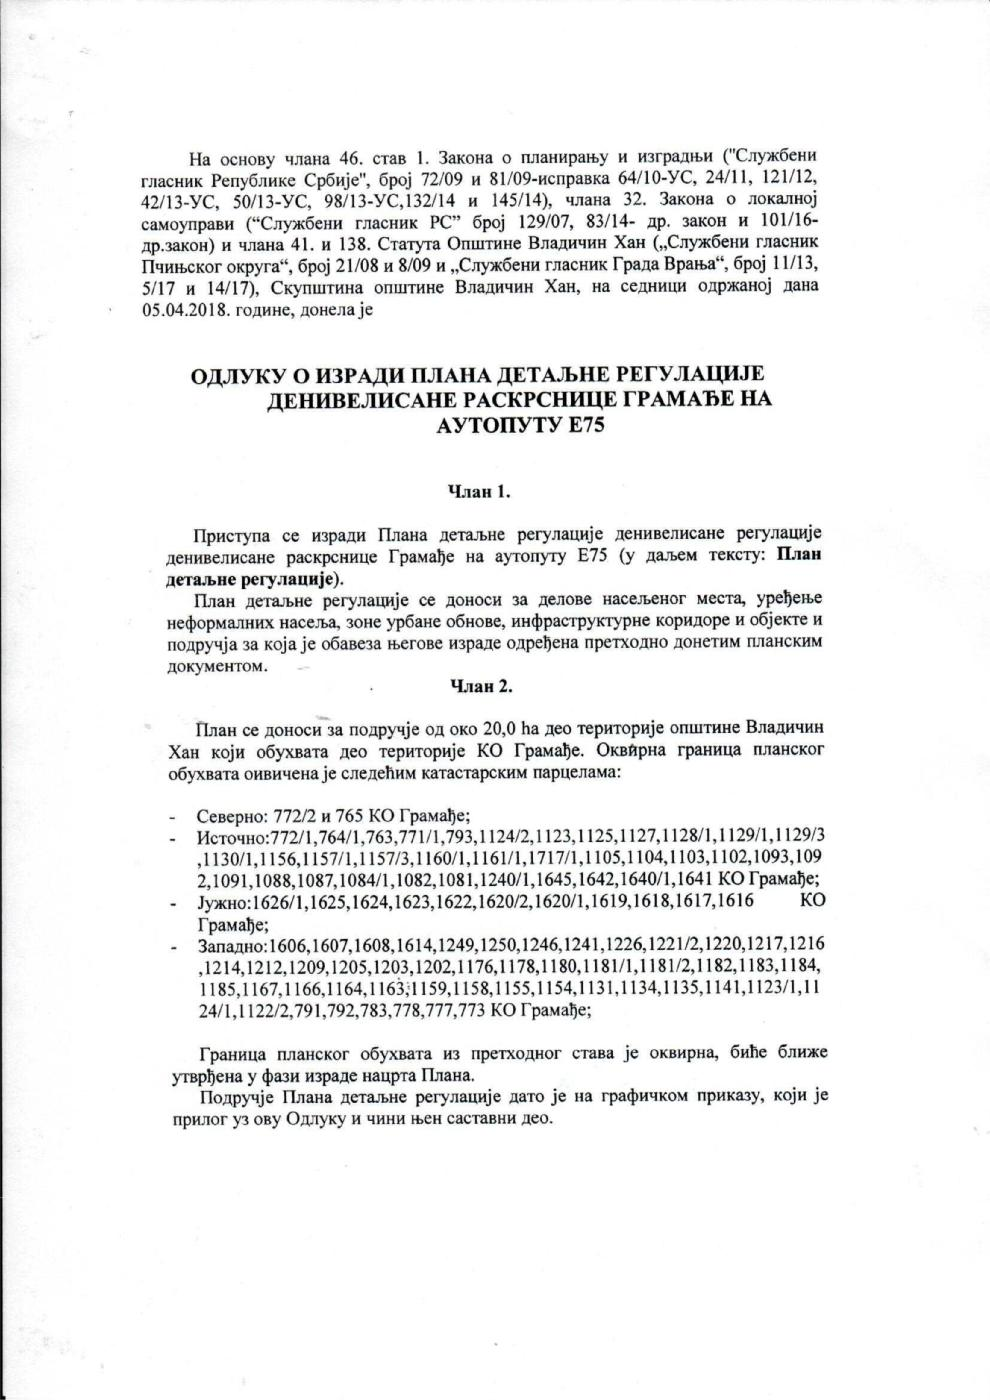 На основу члана 46. став 1. Закона о планирању и изградњи ("Службени
гласник Републике Србије", број 72/09 и 81/09-исправка 64/10-УС, 24/11, 121/12,
42/13-УС, 50/13-УС, 98/13-УС,132/14 и 145/14), члана 32. Закона о локалној
самоуправи (“Службени гласник РС” број 129/07, 83/14- др. закон и 101/16-
др.закон) и члана 41. и 138. Статута Општине Владичин Хан („Службени гласник
Пчињског округа“, број 21/08 и 8/09 и „Службени гласник Града Врања“, број 11/13,
5/17 и 14/17), Скупштина општине Владичин Хан, на седници одржаној дана
05.04.2018. године, донела је
ОДЛУКУ О ИЗРАДИ ПЛАНА ДЕТАЉНЕ РЕГУЛАЦИЈЕ
ДЕНИВЕЛИСАНЕ РАСКРСНИЦЕ ГРАМАЂЕ НА
АУТОПУТУ Е75
Члан 1.
Приступа се изради Плана детаљне регулације денивелисане регулације
денивелисане раскрснице Грамађе на аутопуту Е75 (у даљем тексту: План
детаљне регулације).
План детаљне регулације се доноси за делове насељеног места, уређење
неформалних насеља, зоне урбане обнове, инфраструктурне коридоре и објекте и
подручја за која је обавеза његове израде одређена претходно донетим планским
документом.
Члан 2.
План се доноси за подручје од око 20,0 ha део територије општине Владичин
Хан који обухвата део територије КО Грамађе. Оквирна граница планског
обухвата оивичена је следећим катастарским парцелама:
- Северно: 772/2 и 765 КО Грамађе;
- Источно:772/1,764/1,763,771/1,793,1124/2,1123,1125,1127,1128/1,1129/1,1129/3
,1130/1,1156,1157/1,1157/3,1160/1,1161/1,1717/1,1105,1104,1103,1102,1093,109
2,1091,1088,1087,1084/1,1082,1081,1240/1,1645,1642,1640/1,1641 КО Грамађе;
- Јужно:1626/1,1625,1624,1623,1622,1620/2,1620/1,1619,1618,1617,1616 КО
Грамађе;
- Западно:1606,1607,1608,1614,1249,1250,1246,1241,1226,1221/2,1220,1217,1216
,1214,1212,1209,1205,1203,1202,1176,1178,1180,1181/1,1181/2,1182,1183,1184,
1185,1167,1166,1164,1163,1159,1158,1155,1154,1131,1134,1135,1141,1123/1,11
24/1,1122/2,791,792,783,778,777,773 КО Грамађе;
Граница планског обухвата из претходног става је оквирна, биће ближе
утврђена у фази израде нацрта Плана.
Подручје Плана детаљне регулације дато је на графичком приказу, који је
прилог уз ову Одлуку и чини њен саставни део.